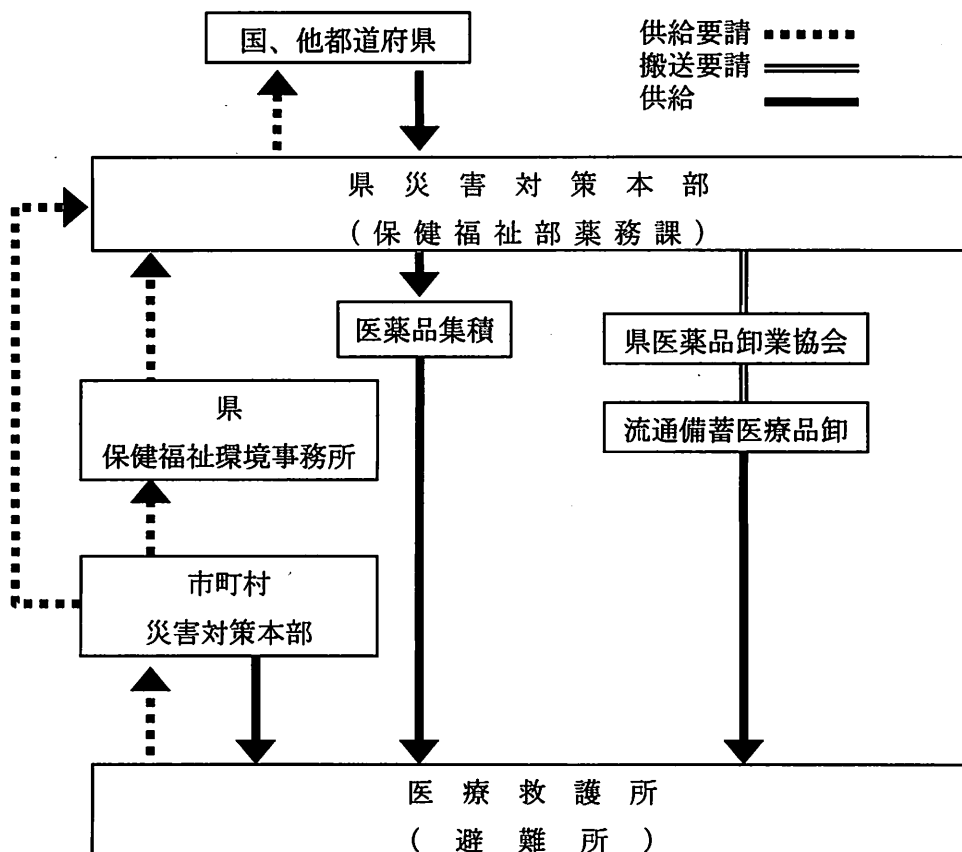 国、他都道府県
供給要請
搬送要請
供給
県災害対策本部
(保健福祉部薬務課)
医薬品集積
県医薬品卸業協会
県
保健福祉環境事務所
流通備蓄医療品卸
市町村
災害対策本部
医療救護所
(避難所)